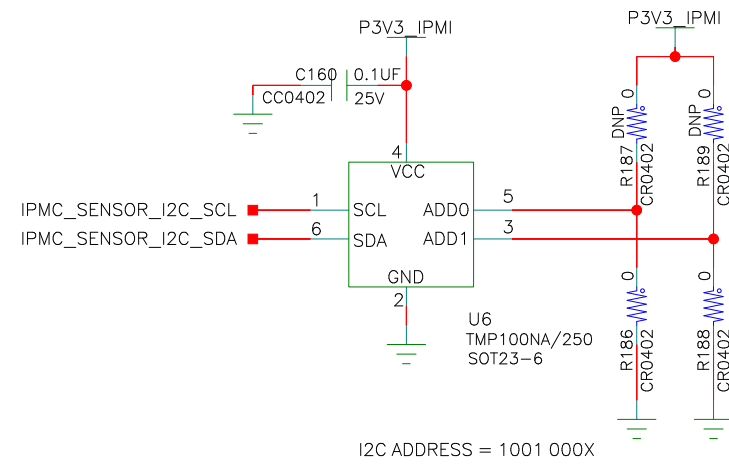 P3V3_IPMI
P3V3_IPMI
C160 0.1UF
CC0402 25V
DNP 0
R187
CR0402
DNP 0
R189
CR0402
4
VCC
IPMC_SENSOR_I2C_SCL 1 SCL ADD0 5
IPMC_SENSOR_I2C_SDA 6 SDA ADD1 3
GND
2
0
R186
CR0402
0
R188
CR0402
U6
TMP100NA/250
SOT23-6
I2C ADDRESS = 1001 000X